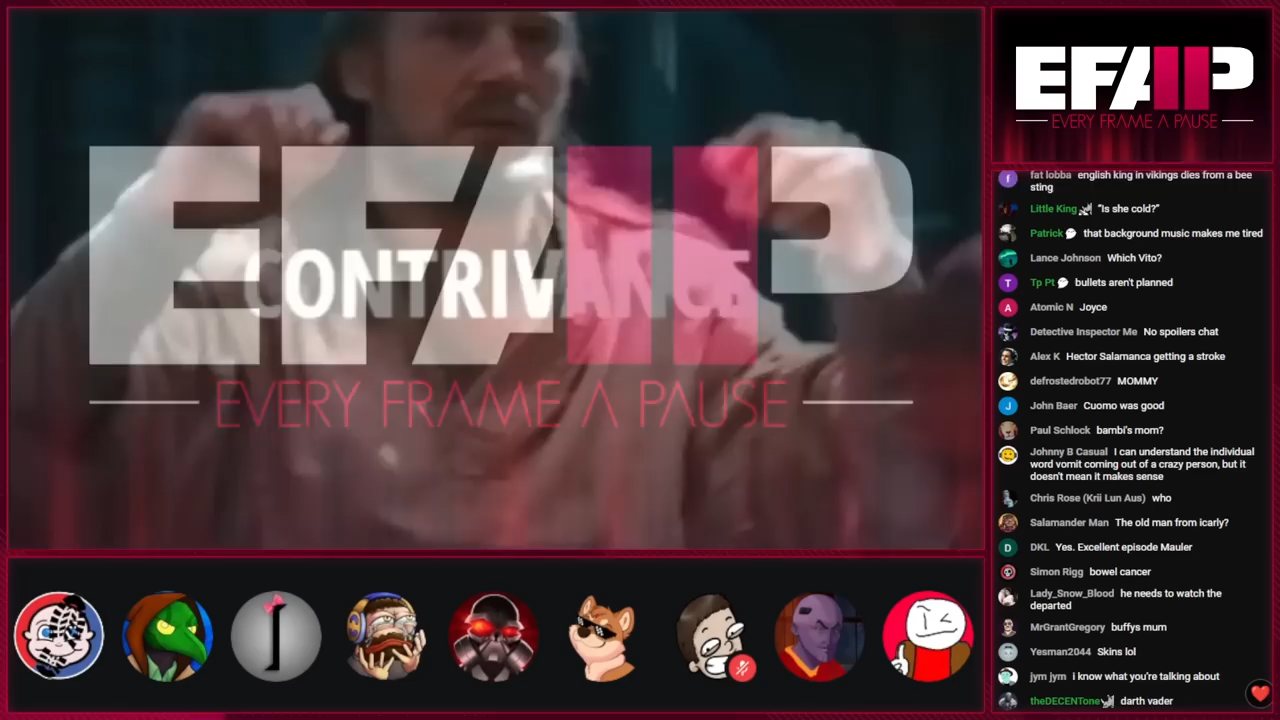 EFAP
CONTRIVANCE
EVERY FRAME A PAUSE
EFAP
EVERY FRAME A PAUSE
fat lobba english king in vikings dies from a bee
sting
Little King “Is she cold?”
Patrick that background music makes me tired
Lance Johnson Which Vito?
Tp Pt bullets aren't planned
Atomic N Joyce
Detective Inspector Me No spoilers chat
Alex K Hector Salamanca getting a stroke
defrostedrobot77 MOMMY
John Baer Cuomo was good
Paul Schlock bambi's mom?
Johnny B Casual I can understand the individual
word vomit coming out of a crazy person, but it
doesn't mean it makes sense
Chris Rose (Krii Lun Aus) who
Salamander Man The old man from icarly?
DKL Yes. Excellent episode Mauler
Simon Rigg bowel cancer
Lady_Snow_Blood he needs to watch the
departed
MrGrantGregory buffys mum
Yesman2044 Skins lol
jym jym i know what you're talking about
theDECENTone darth vader